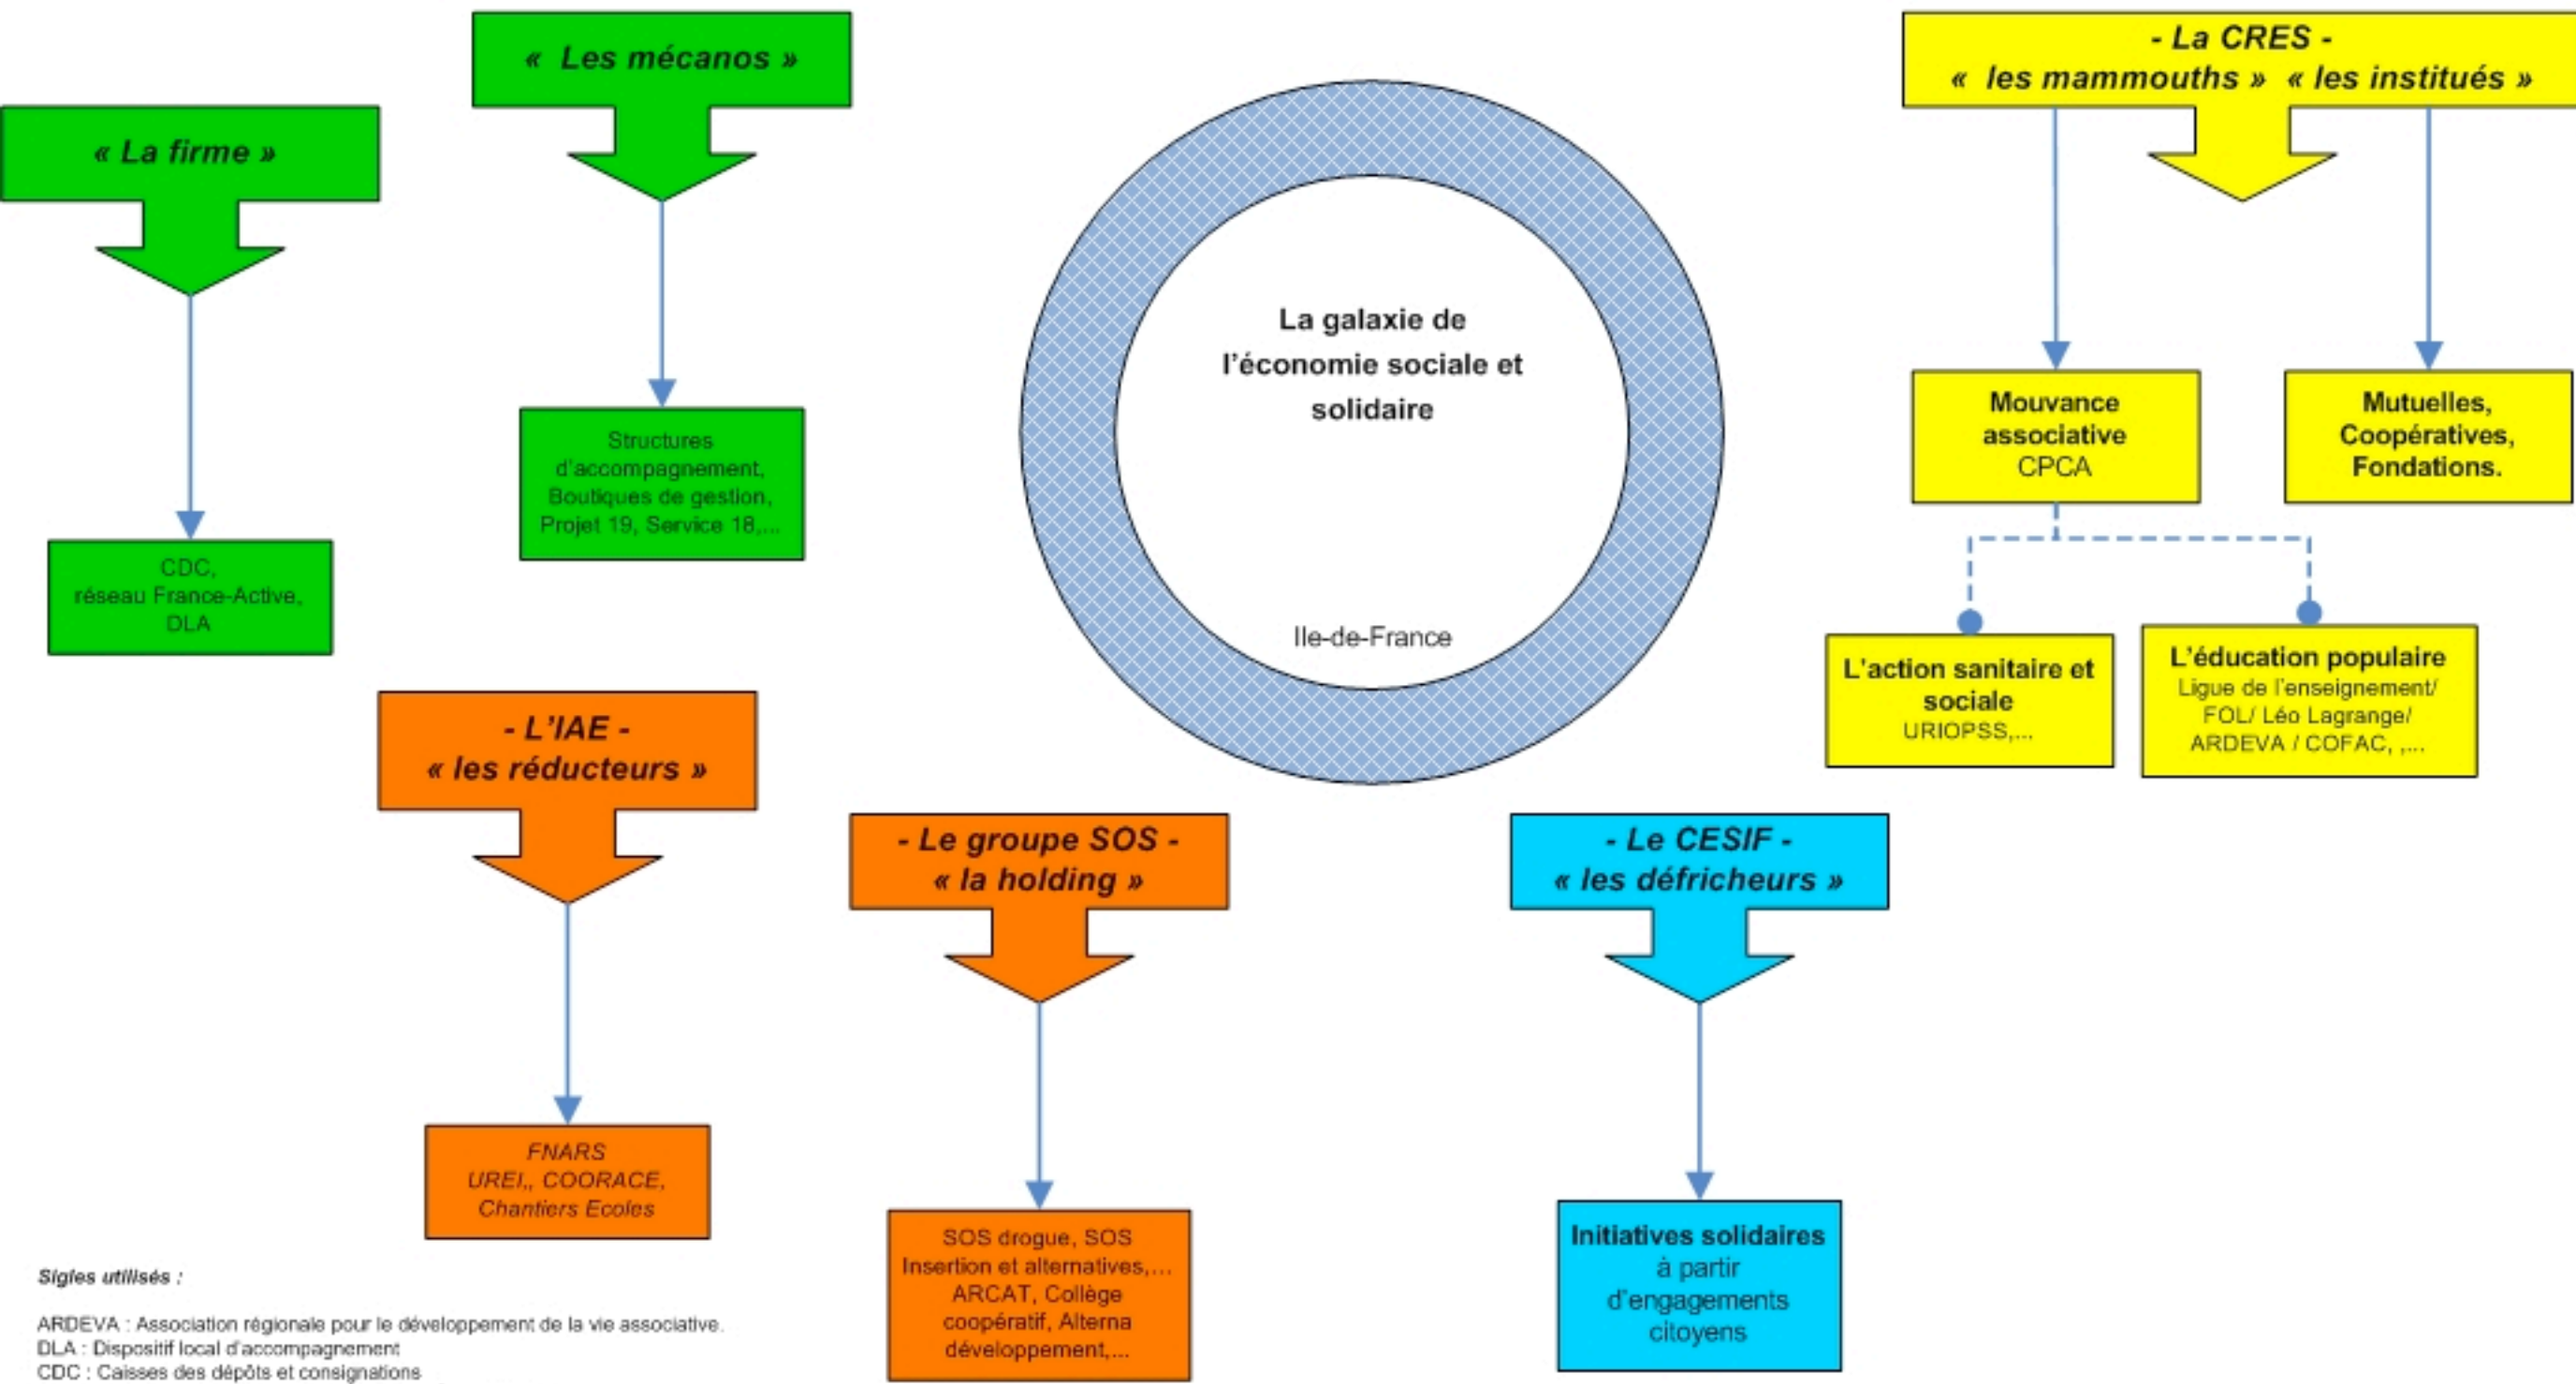 « La firme »
CDC,
réseau France-Active,
DLA
« Les mécanos »
Structures
d'accompagnement,
Boutiques de gestion,
Projet 19, Service 18,...
La galaxie de
l'économie sociale et
solidaire
Ile-de-France
- La CRES -
« les mammouths » « les institués »
Mouvance
associative
CPCA
Mutuelles,
Coopératives,
Fondations.
L'action sanitaire et
sociale
URIOPSS,...
L'éducation populaire
Ligue de l'enseignement/
FOL/ Léo Lagrange/
ARDEVA / COFAC, ,...
- L'IAE -
« les réducteurs »
FNARS
UREI,, COORACE,
Chantiers Ecoles
- Le groupe SOS -
« la holding »
SOS drogue, SOS
Insertion et alternatives,...
ARCAT, Collège
coopératif, Alterna
développement,...
- Le CESIF -
« les défricheurs »
Initiatives solidaires
à partir
d'engagements
citoyens
Sigles utilisés :
ARDEVA : Association régionale pour le développement de la vie associative.
DLA : Dispositif local d'accompagnement
CDC : Caisses des dépôts et consignations